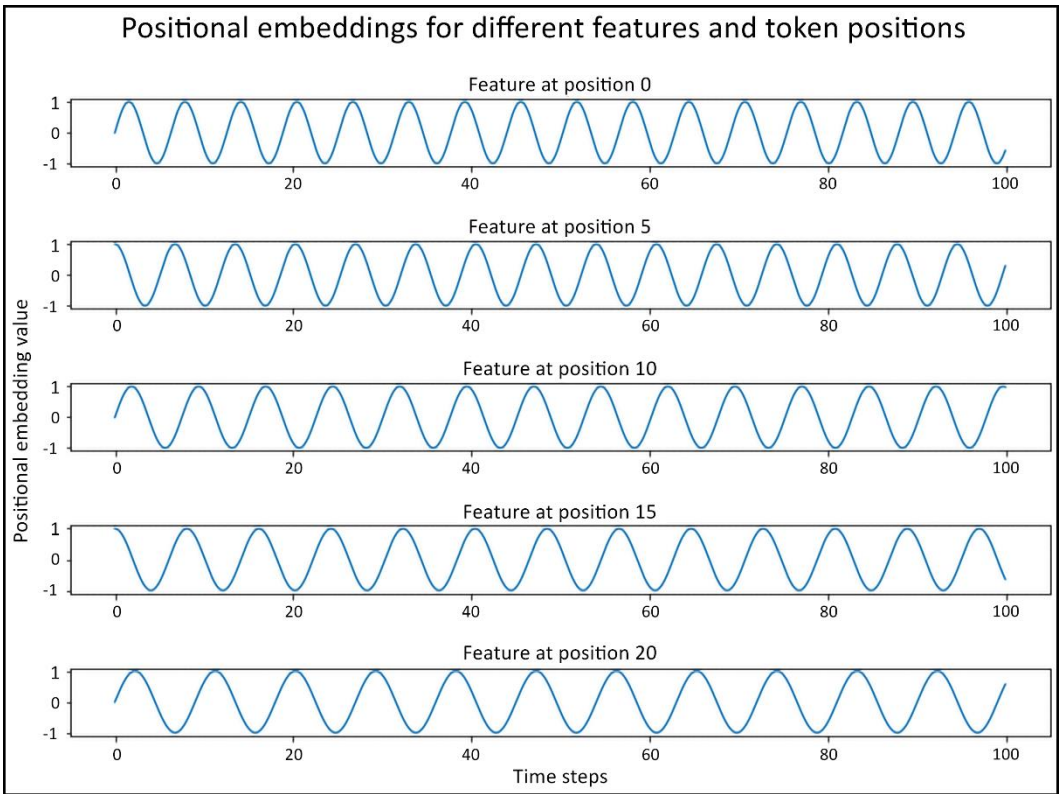 Positional embeddings for different features and token positions
Positional embedding value
Feature at position 0
1
0
-1
0 20 40 60 80 100
Feature at position 5
1
0
-1
0 20 40 60 80 100
Feature at position 10
1
0
-1
0 20 40 60 80 100
Feature at position 15
1
0
-1
0 20 40 60 80 100
Feature at position 20
1
0
-1
0 20 40 60 80 100
Time steps